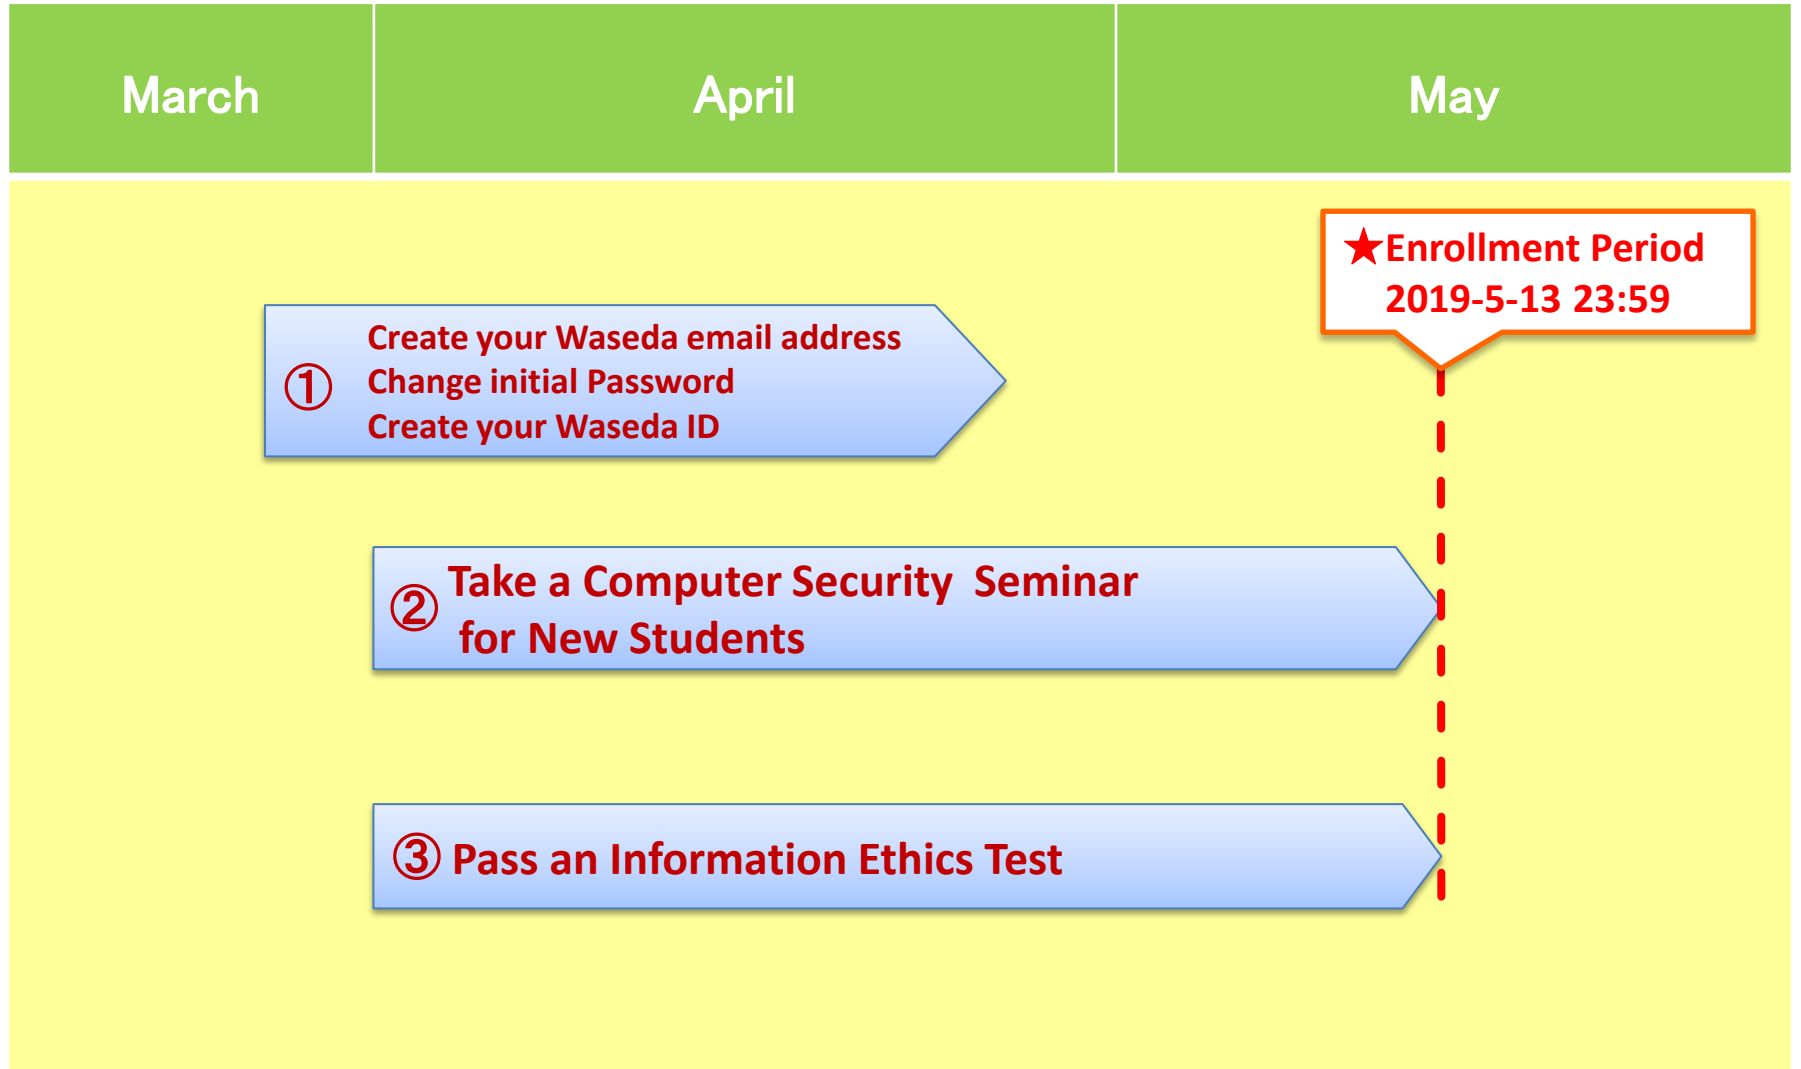 March
April
May
★Enrollment Period
2019-5-13 23:59
①
Create your Waseda email address
Change initial Password
Create your Waseda ID
②
Take a Computer Security  Seminar
for New Students
③ Pass an Information Ethics Test